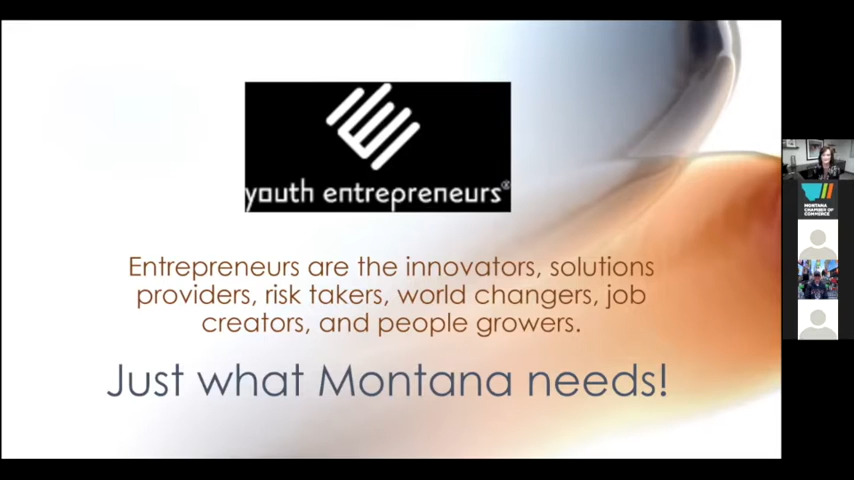 youth entrepreneurs®
Entrepreneurs are the innovators, solutions
providers, risk takers, world changers, job
creators, and people growers.
Just what Montana needs!
MONTANA
CHAMBER OF
COMMERCE